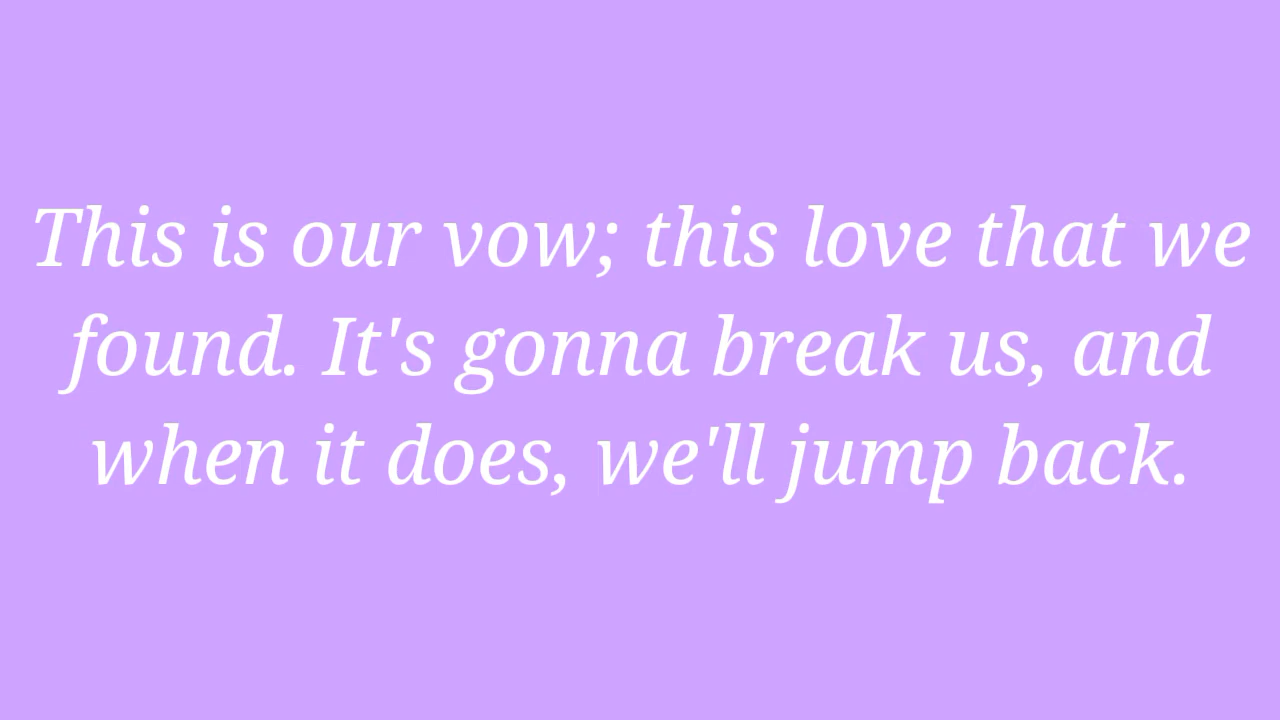 This is our vow; this love that we
found. It's gonna break us, and
when it does, we'll jump back.